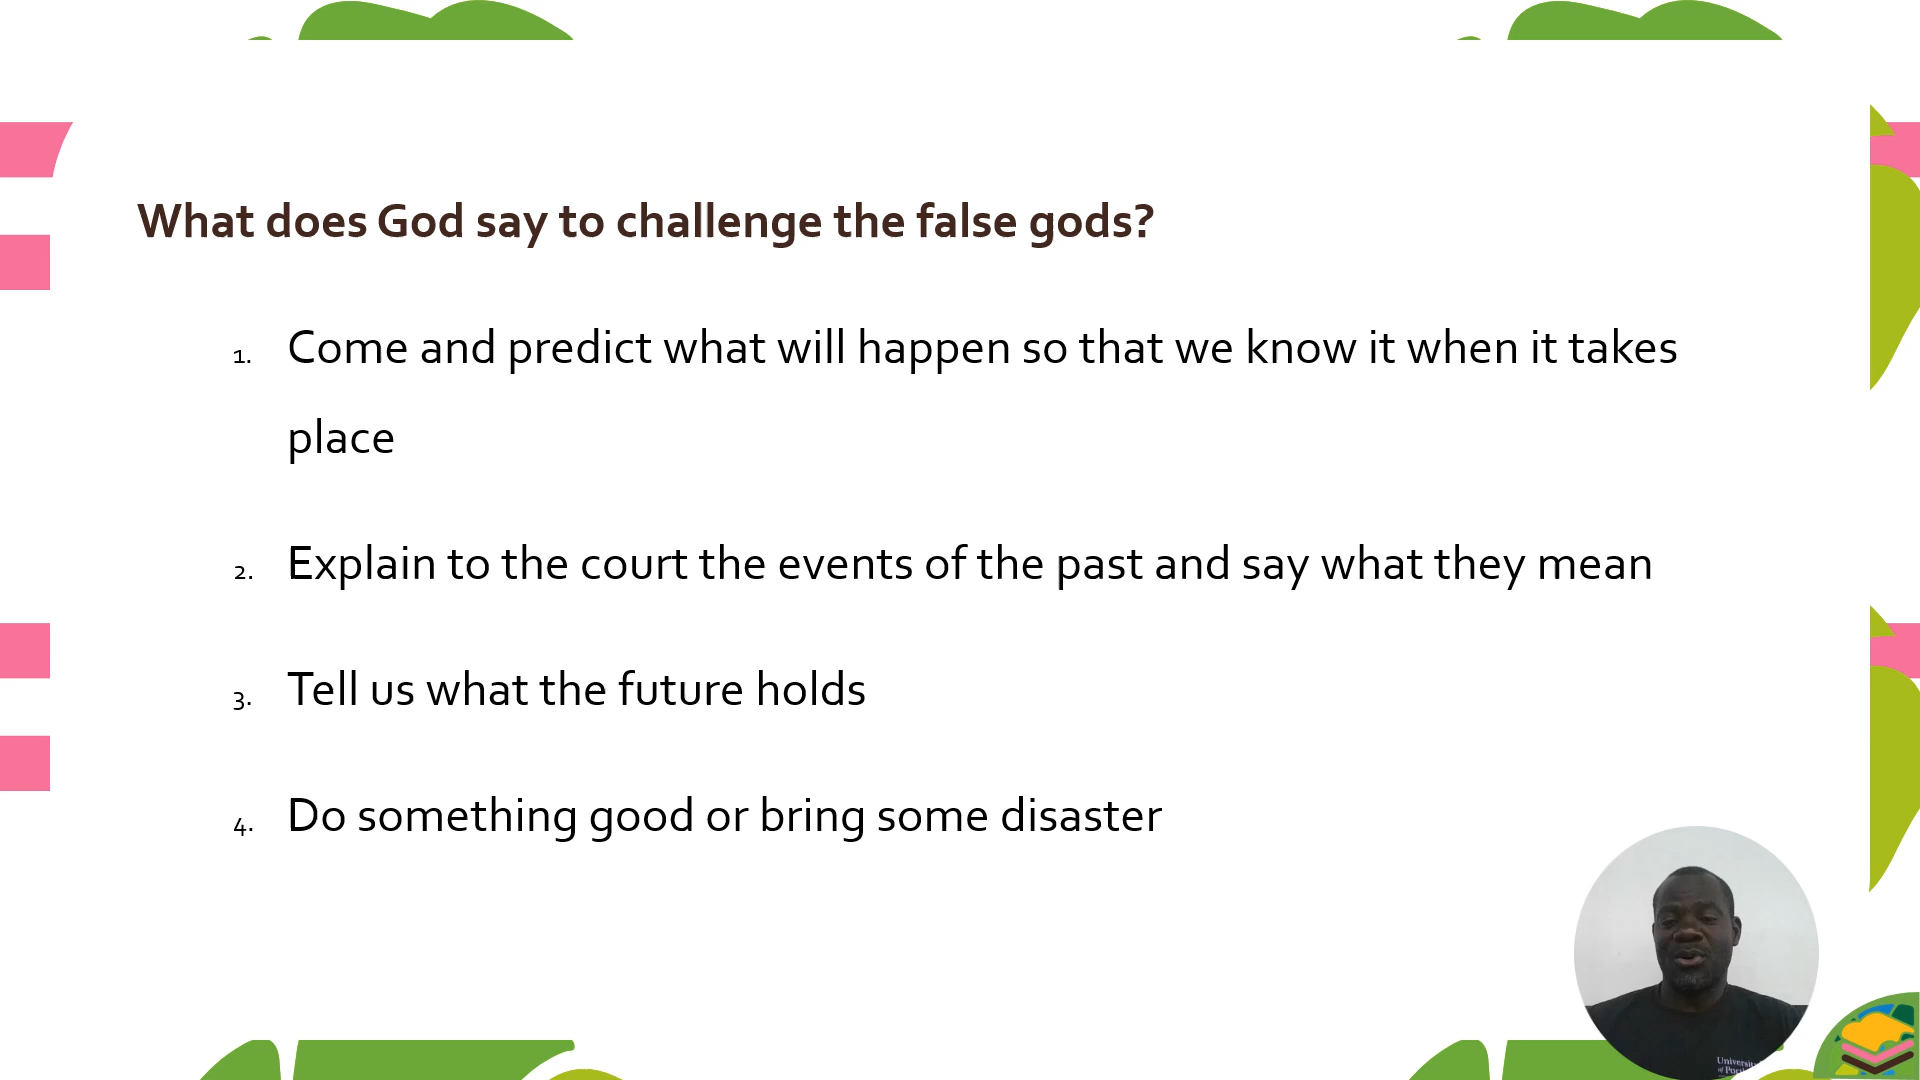 What does God say to challenge the false gods?
1. Come and predict what will happen so that we know it when it takes
place
2. Explain to the court the events of the past and say what they mean
3. Tell us what the future holds
4. Do something good or bring some disaster
of